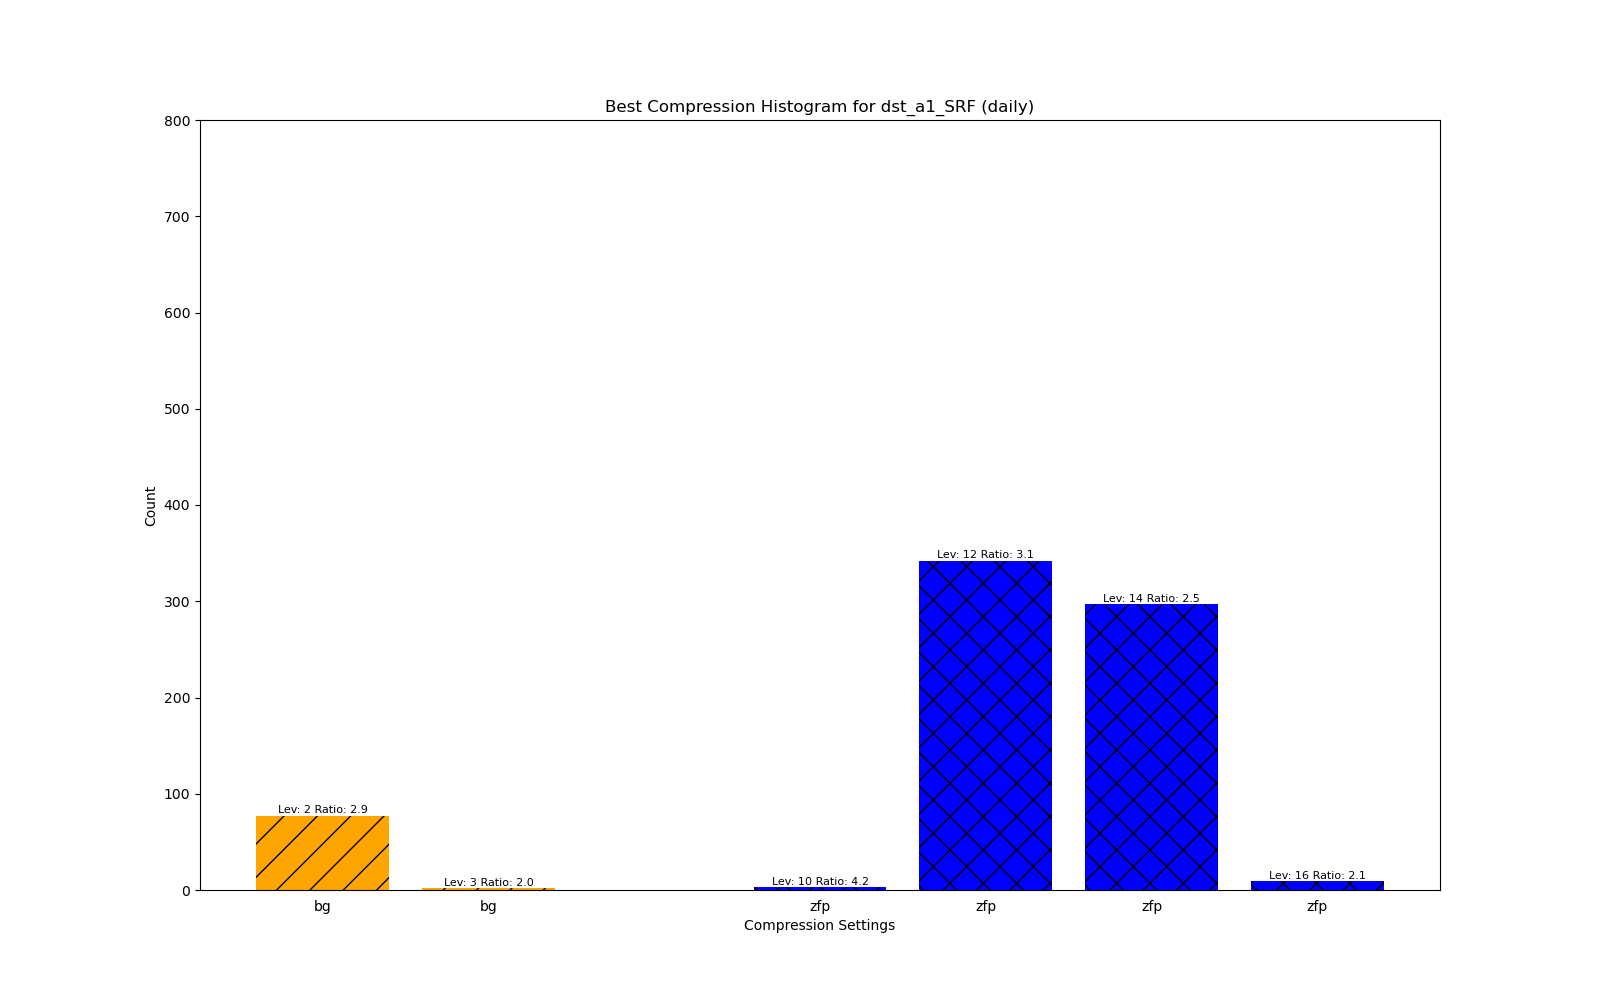 Best Compression Histogram for dst_a1_SRF (daily)
800
700
600
500
400
300
200
100
0
Count
Lev: 2 Ratio: 2.9
Lev: 3 Ratio: 2.0
Lev: 10 Ratio: 4.2
Lev: 12 Ratio: 3.1
Lev: 14 Ratio: 2.5
Lev: 16 Ratio: 2.1
bg bg zfp zfp zfp zfp
Compression Settings